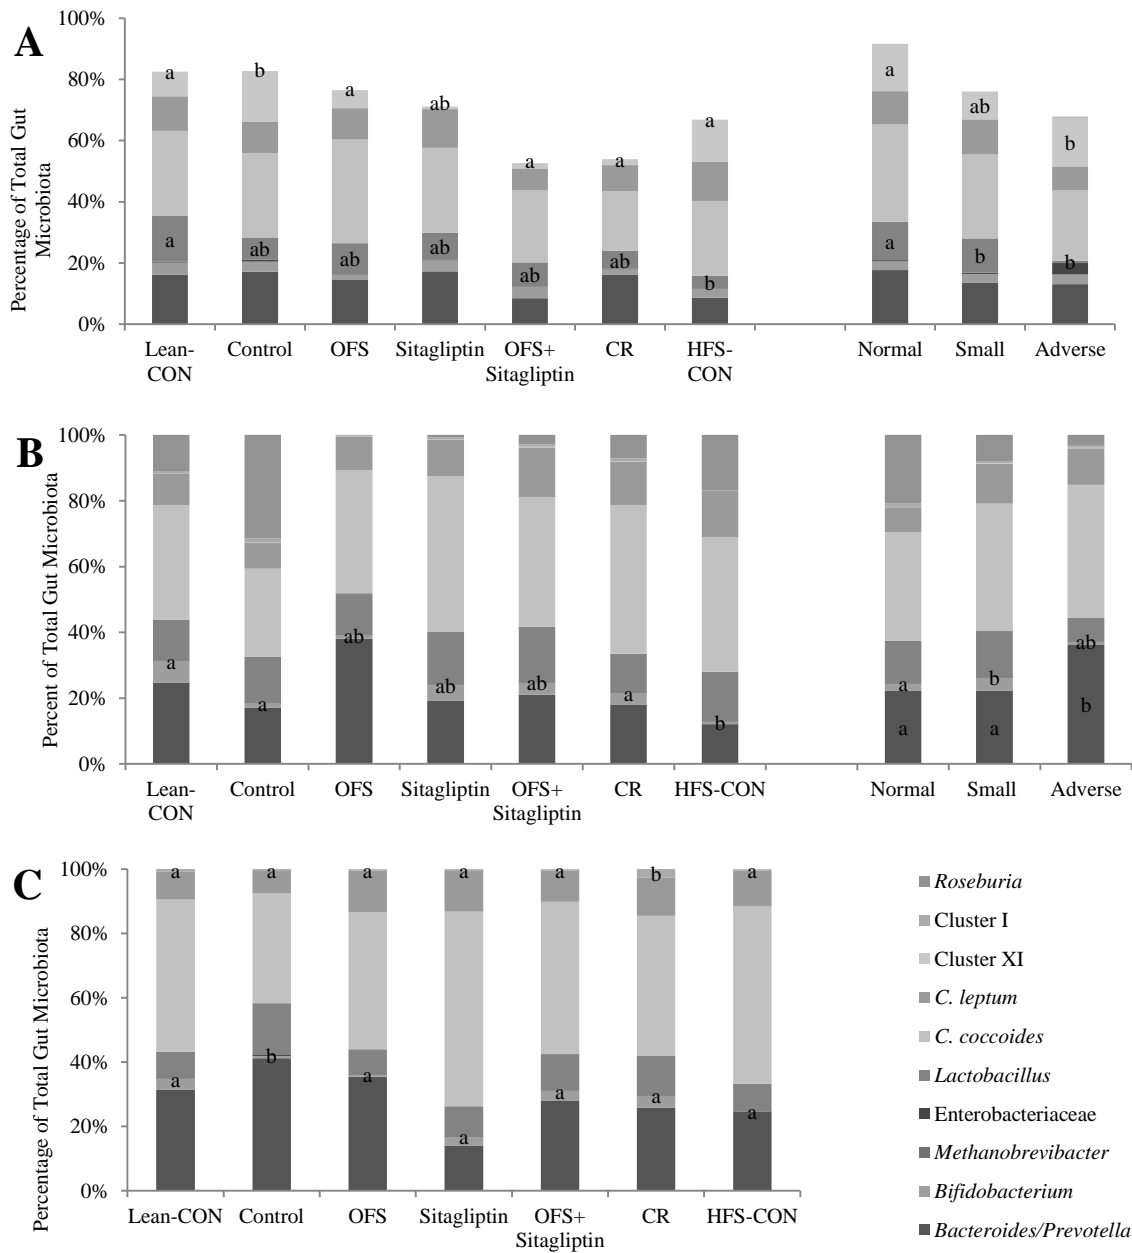 A
Percentage of Total Gut
Microbiota
100%
80%
60%
40%
20%
0%
a b ab a a a a ab b
a ab ab ab ab ab b a b b
Lean-
CON
Control
OFS
Sitagliptin
OFS+
Sitagliptin
CR
HFS-
CON
Normal
Small
Adverse
B
Percent of Total Gut Microbiota
100%
80%
60%
40%
20%
0%
a a ab ab ab a b a b ab
a a b
Lean-
CON
Control
OFS
Sitagliptin
OFS+
Sitagliptin
CR
HFS-CON
Normal
Small
Adverse
C
Percentage of Total Gut Microbiota
100%
80%
60%
40%
20%
0%
a a a a a b a
a b a a a a a
Lean-CON
Control
OFS
Sitagliptin
OFS+
Sitagliptin
CR
HFS-CON
Roseburia
Cluster I
Cluster XI
C. leptum
C. coccoides
Lactobacillus
Enterobacteriaceae
Methanobrevibacter
Bifidobacterium
Bacteroides/Prevotella